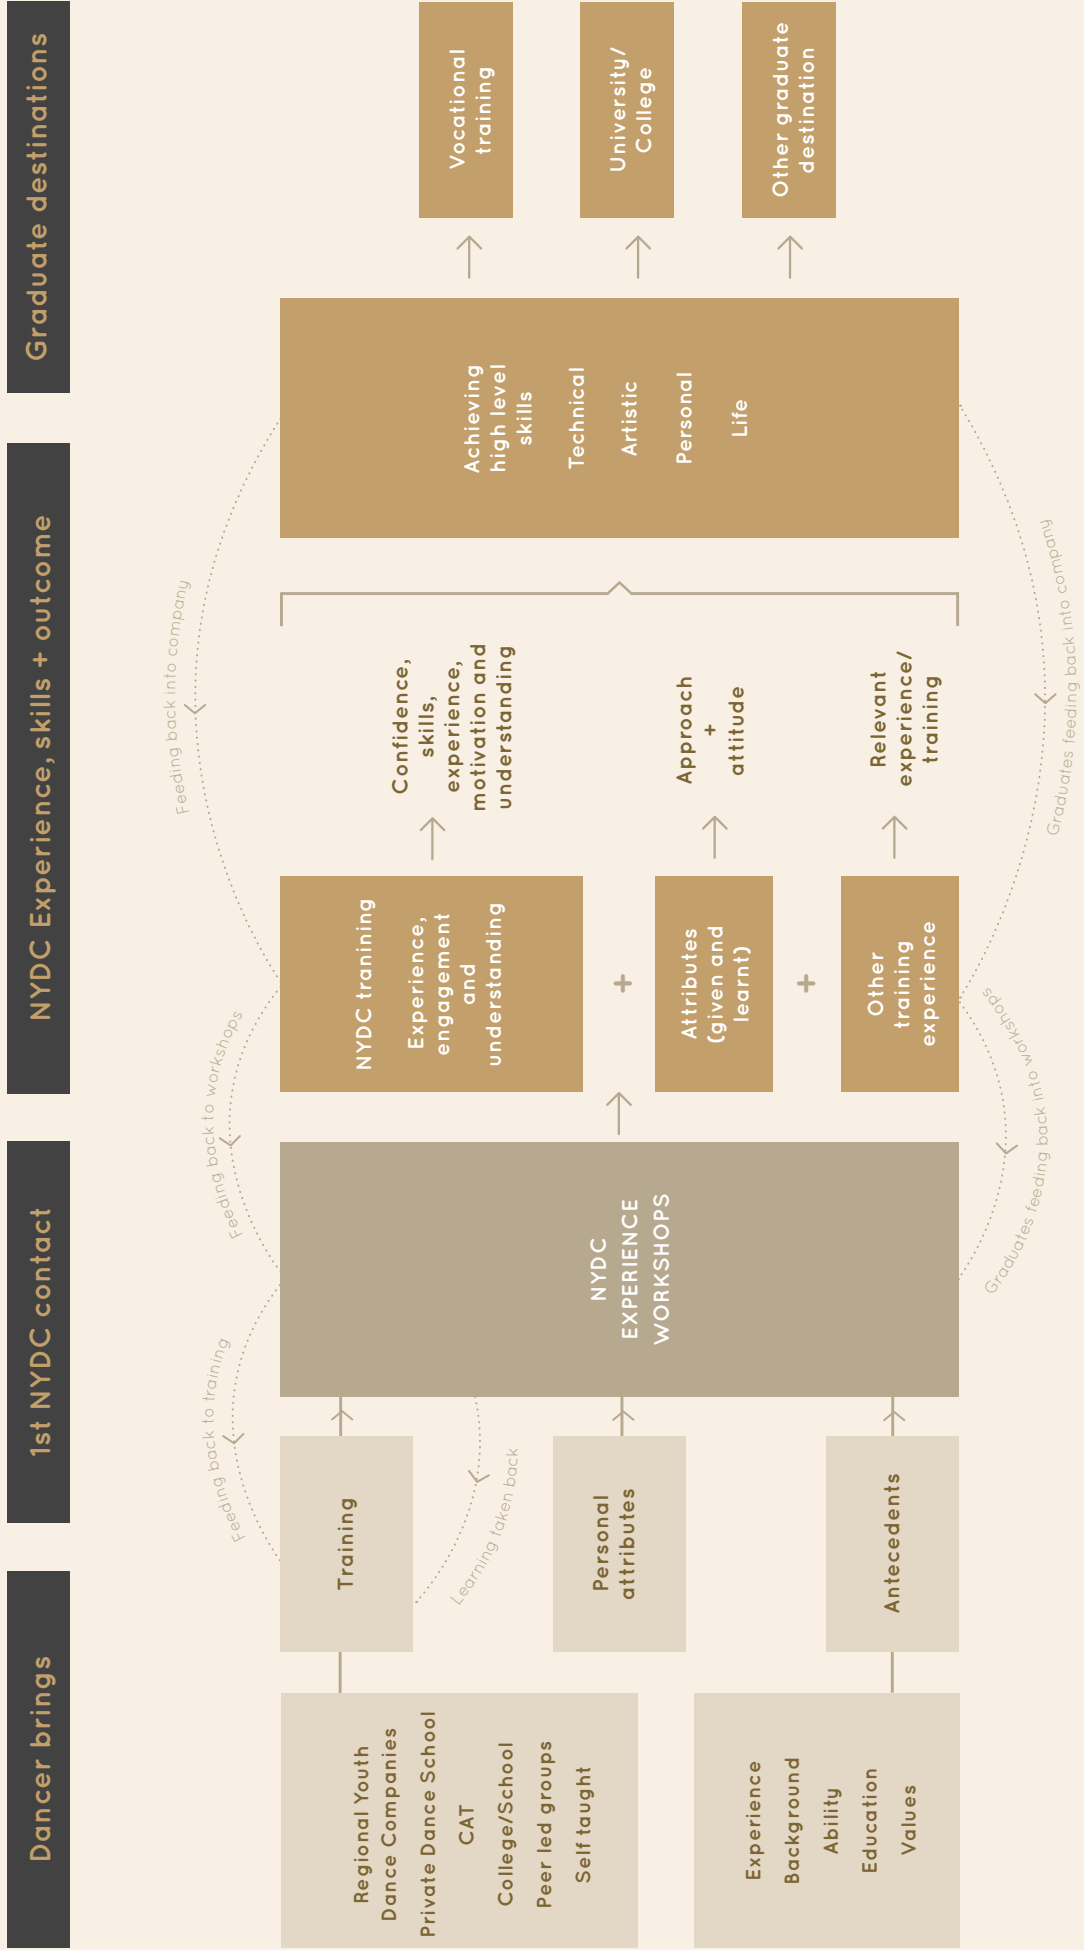 Dancer brings
1st NYDC contact
NYDC Experience, skills + outcome
Graduate destinations
Regional Youth
Dance Companies
Private Dance School
CAT
College/School
Peer led groups
Self taught
Experience
Background
Ability
Education
Values
Training
Personal
attributes
Antecedents
Feeding back to training
Learning taken back
NYDC
EXPERIENCE
WORKSHOPS
Feeding back to workshops
Graduates feeding back into workshops
NYDC tranining
Experience,
engagement
and
understanding
+
Attributes
(given and
learnt)
+
Other
training
experience
Confidence,
skills,
experience,
motivation and
understanding
Approach
+
attitude
Relevant
experience/
training
Feeding back into company
Graduates feeding back into company
Achieving
high level
skills
Technical
Artistic
Personal
Life
Vocational
training
University/
College
Other graduate
destination